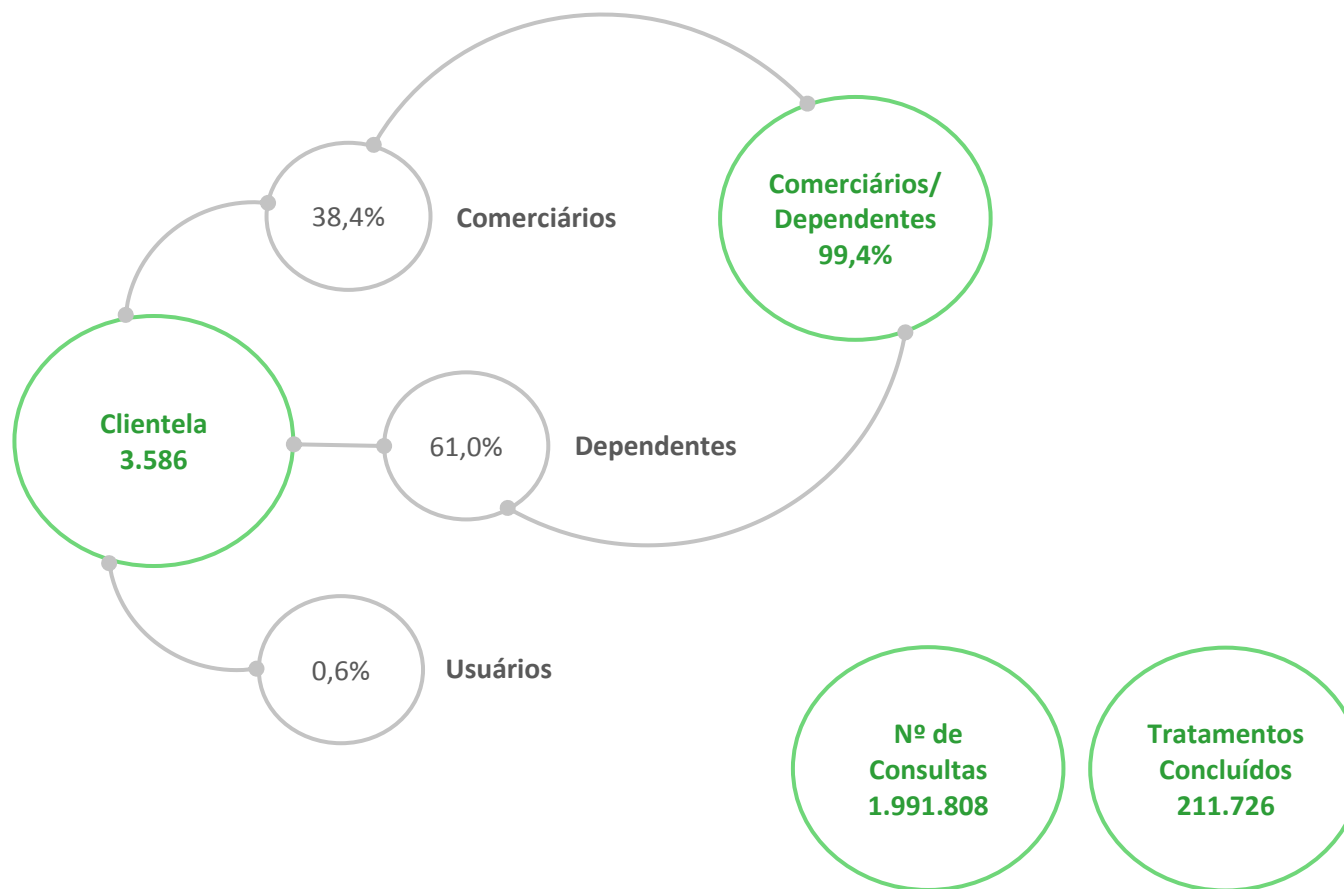 Comerciários/
Dependentes
99,4%
38,4%
Comerciários
Clientela
3.586
61,0%
Dependentes
0,6%
Usuários
Nº de
Consultas
1.991.808
Tratamentos
Concluídos
211.726